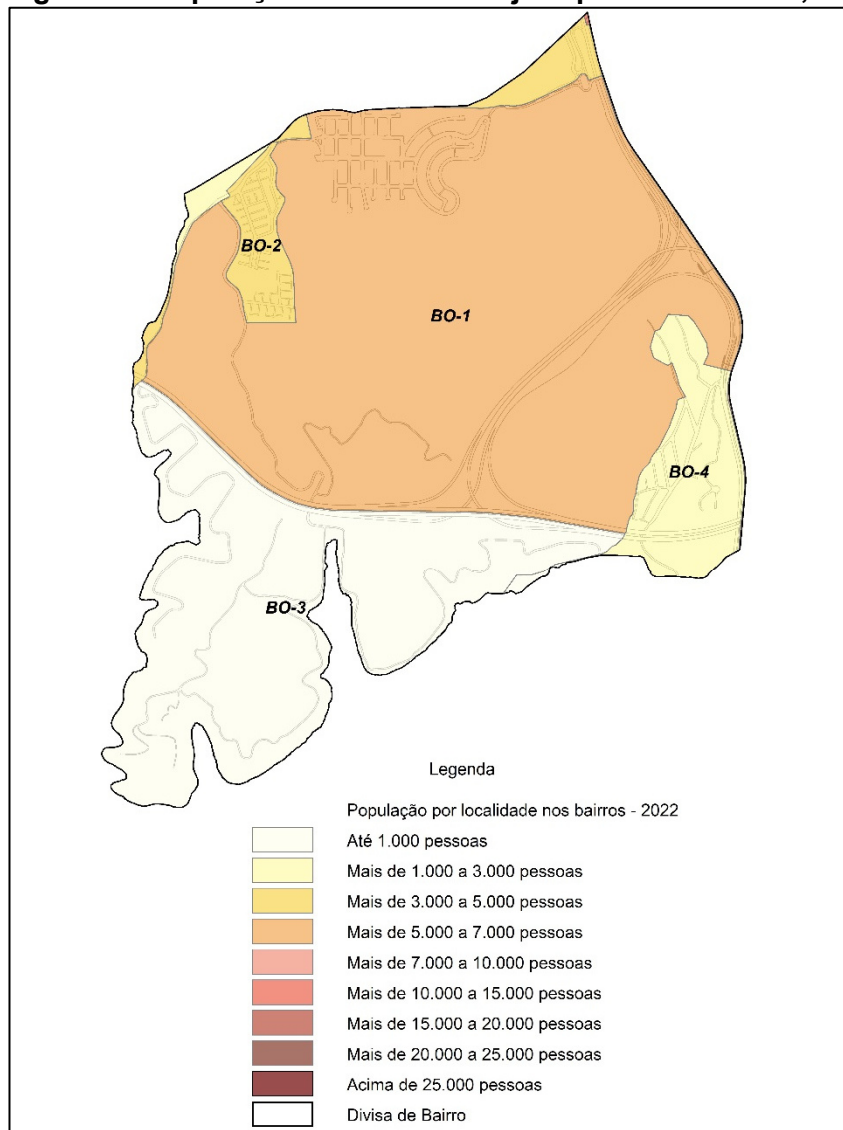 BO-2
BO-1
BO-4
BO-3
Legenda
População por localidade nos bairros - 2022
Até 1.000 pessoas
Mais de 1.000 a 3.000 pessoas
Mais de 3.000 a 5.000 pessoas
Mais de 5.000 a 7.000 pessoas
Mais de 7.000 a 10.000 pessoas
Mais de 10.000 a 15.000 pessoas
Mais de 15.000 a 20.000 pessoas
Mais de 20.000 a 25.000 pessoas
Acima de 25.000 pessoas
Divisa de Bairro